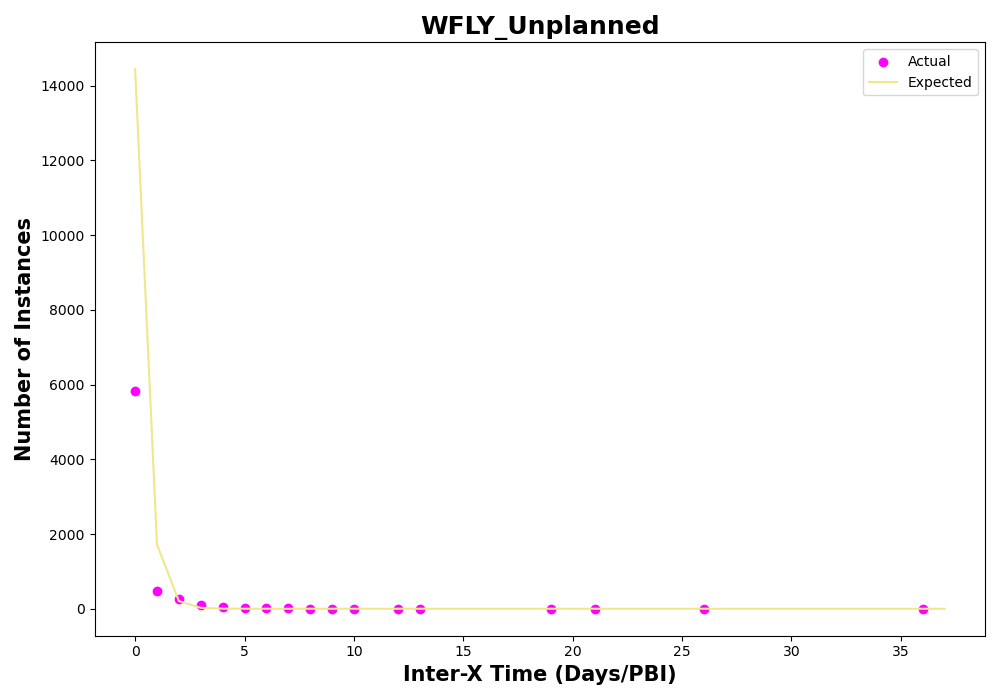 WFLY_Unplanned
Actual
Expected
14000
12000
10000
8000
6000
4000
2000
0
Number of Instances
0 5 10 15 20 25 30 35
Inter-X Time (Days/PBI)